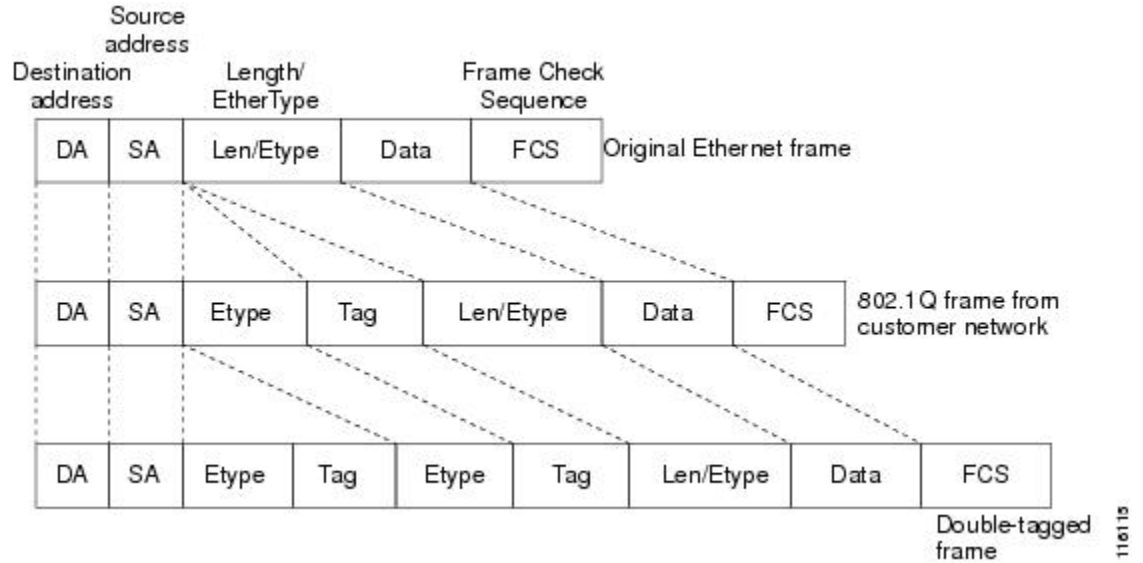 Source
address
Destination
address
Length/
EtherType
Frame Check
Sequence
DA SA Len/Etype Data FCS Original Ethernet frame
DA SA Etype Tag Len/Etype Data FCS 802.1Q frame from
customer network
DA SA Etype Tag Etype Tag Len/Etype Data FCS
Double-tagged
frame
116115